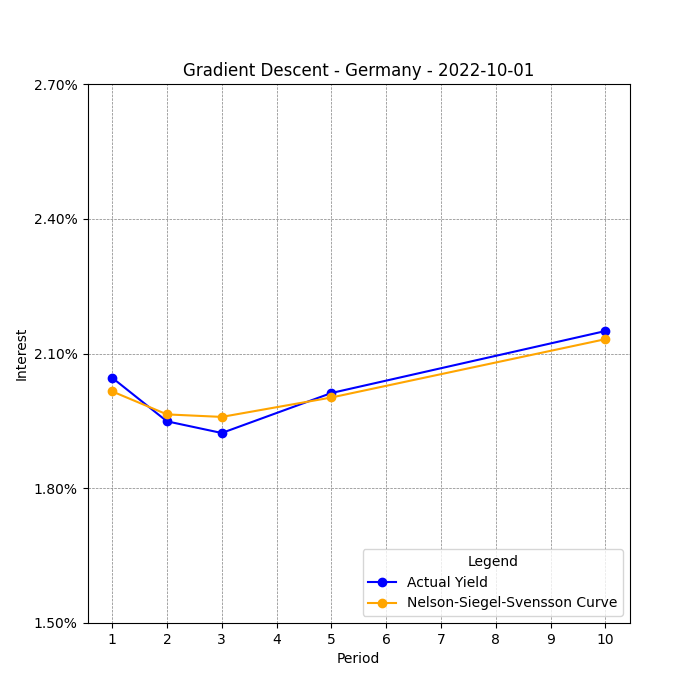 Gradient Descent - Germany - 2022-10-01
2.70%
2.40%
2.10%
1.80%
1.50%
Interest
1 2 3 4 5 6 7 8 9 10
Period
Legend
Actual Yield
Nelson-Siegel-Svensson Curve